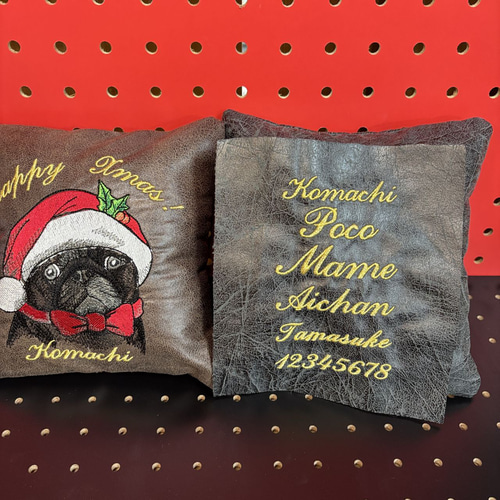 appy Xmas!
Komachi
Komachi
Poco
Mame
Aichan
Tamasuke
12345678